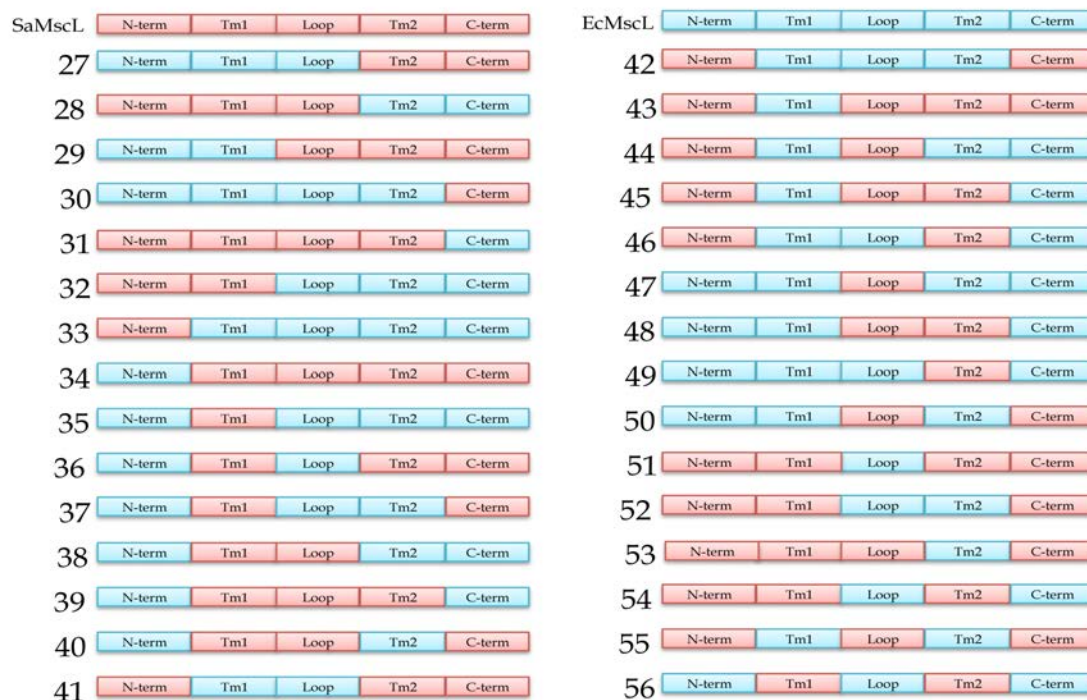 SaMscL N-term Tm1 Loop Tm2 C-term
27 N-term Tm1 Loop Tm2 C-term
28 N-term Tm1 Loop Tm2 C-term
29 N-term Tm1 Loop Tm2 C-term
30 N-term Tm1 Loop Tm2 C-term
31 N-term Tm1 Loop Tm2 C-term
32 N-term Tm1 Loop Tm2 C-term
33 N-term Tm1 Loop Tm2 C-term
34 N-term Tm1 Loop Tm2 C-term
35 N-term Tm1 Loop Tm2 C-term
36 N-term Tm1 Loop Tm2 C-term
37 N-term Tm1 Loop Tm2 C-term
38 N-term Tm1 Loop Tm2 C-term
39 N-term Tm1 Loop Tm2 C-term
40 N-term Tm1 Loop Tm2 C-term
41 N-term Tm1 Loop Tm2 C-term
EcMscL N-term Tm1 Loop Tm2 C-term
42 N-term Tm1 Loop Tm2 C-term
43 N-term Tm1 Loop Tm2 C-term
44 N-term Tm1 Loop Tm2 C-term
45 N-term Tm1 Loop Tm2 C-term
46 N-term Tm1 Loop Tm2 C-term
47 N-term Tm1 Loop Tm2 C-term
48 N-term Tm1 Loop Tm2 C-term
49 N-term Tm1 Loop Tm2 C-term
50 N-term Tm1 Loop Tm2 C-term
51 N-term Tm1 Loop Tm2 C-term
52 N-term Tm1 Loop Tm2 C-term
53 N-term Tm1 Loop Tm2 C-term
54 N-term Tm1 Loop Tm2 C-term
55 N-term Tm1 Loop Tm2 C-term
56 N-term Tm1 Loop Tm2 C-term